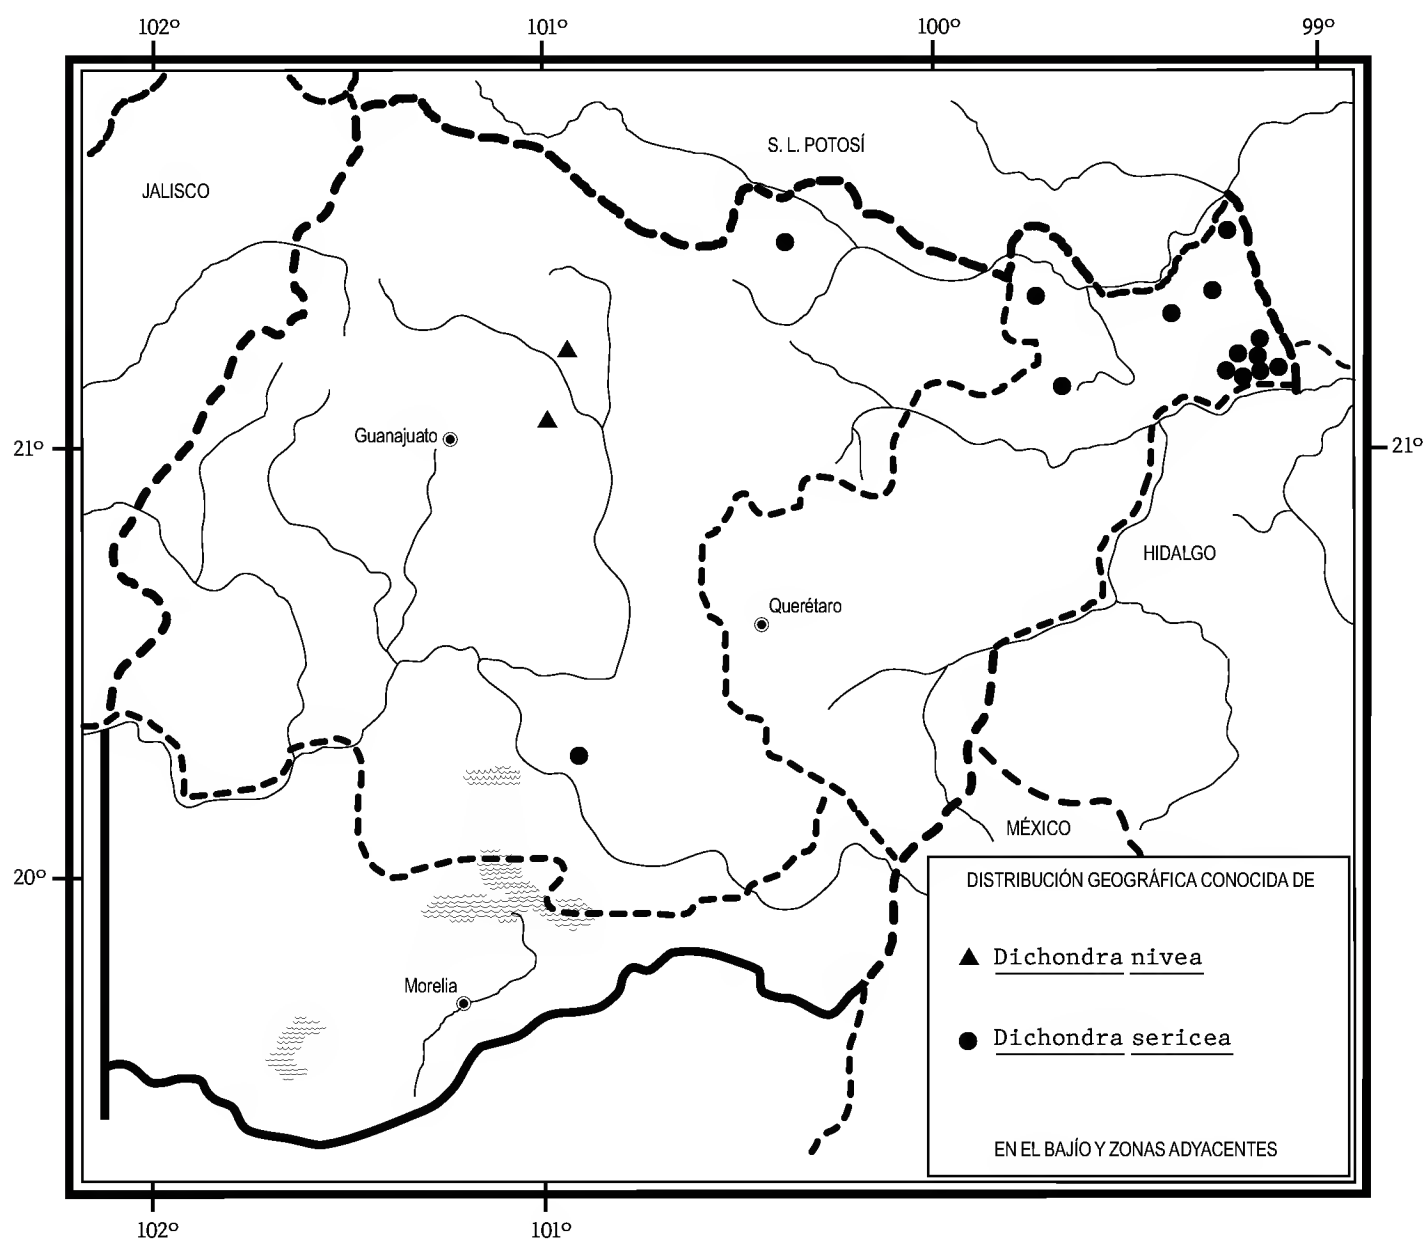 102º 101º 100º 99º
S. L. POTOSÍ
JALISCO
Guanajuato
21º 21º
HIDALGO
Querétaro
MÉXICO
20º
DISTRIBUCIÓN GEOGRÁFICA CONOCIDA DE
Dichondra nivea
Morelia
Dichondra sericea
EN EL BAJÍO Y ZONAS ADYACENTES
102º 101º